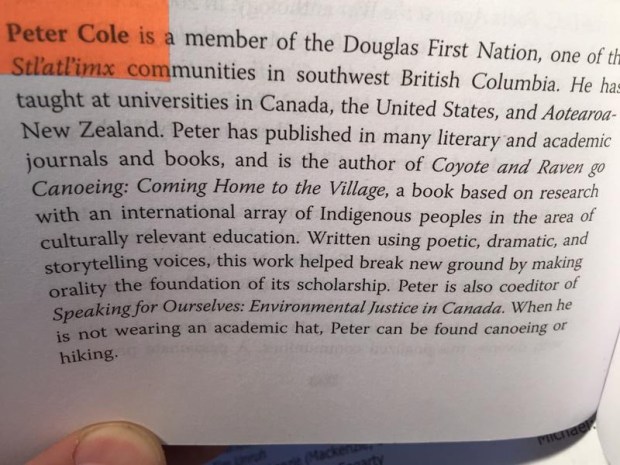 Peter Cole is a member of the Douglas First Nation, one of th
Stl'atl'imx communities in southwest British Columbia. He has
taught at universities in Canada, the United States, and Aotearoa-
New Zealand. Peter has published in many literary and academic
journals and books, and is the author of Coyote and Raven go
Canoeing: Coming Home to the Village, a book based on research
with an international array of Indigenous peoples in the area of
culturally relevant education. Written using poetic, dramatic, and
storytelling voices, this work helped break new ground by making
orality the foundation of its scholarship. Peter is also coeditor of
Speaking for Ourselves: Environmental Justice in Canada. When he
is not wearing an academic hat, Peter can be found canoeing or
hiking.